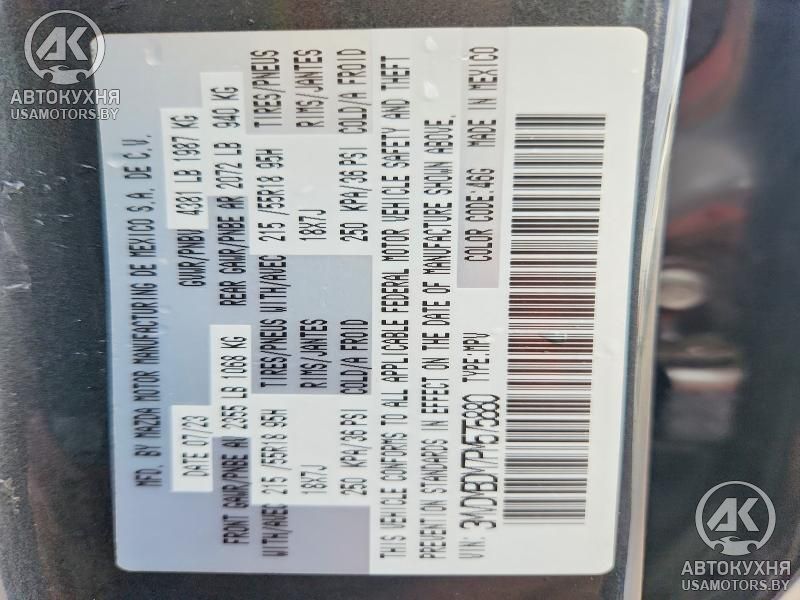 AK
АВТОКУХНЯ
USAMOTORS.BY
MFD. BY MAZDA MOTOR MANUFACTURING DE MEXICO S.A. DE C.V.
DATE 07/23 GVWR/PNBV 4381 LB 1987 KG
FRONT GAWR/PNBE AV 2355 LB 1068 KG REAR GAWR/PNBE AR 2072 LB 940 KG
WITH/AVEC 215 /55R18 95H TIRES/PNEUS WITH/AVEC 215 /55R18 95H TIRES/PNEUS
18X7J RIMS/JANTES 18X7J RIMS/JANTES
250 KPA/36 PSI COLD/A FROID 250 KPA/36 PSI COLD/A FROID
THIS VEHICLE CONFORMS TO ALL APPLICABLE FEDERAL MOTOR VEHICLE SAFETY AND THEFT
PREVENTION STANDARDS IN EFFECT ON THE DATE OF MANUFACTURE SHOWN ABOVE.
COLOR CODE:46G MADE IN MEXICO
VIN: 3MVDMBDM7PM575880 TYPE:MPV
AK
АВТОКУХНЯ
USAMOTORS.BY